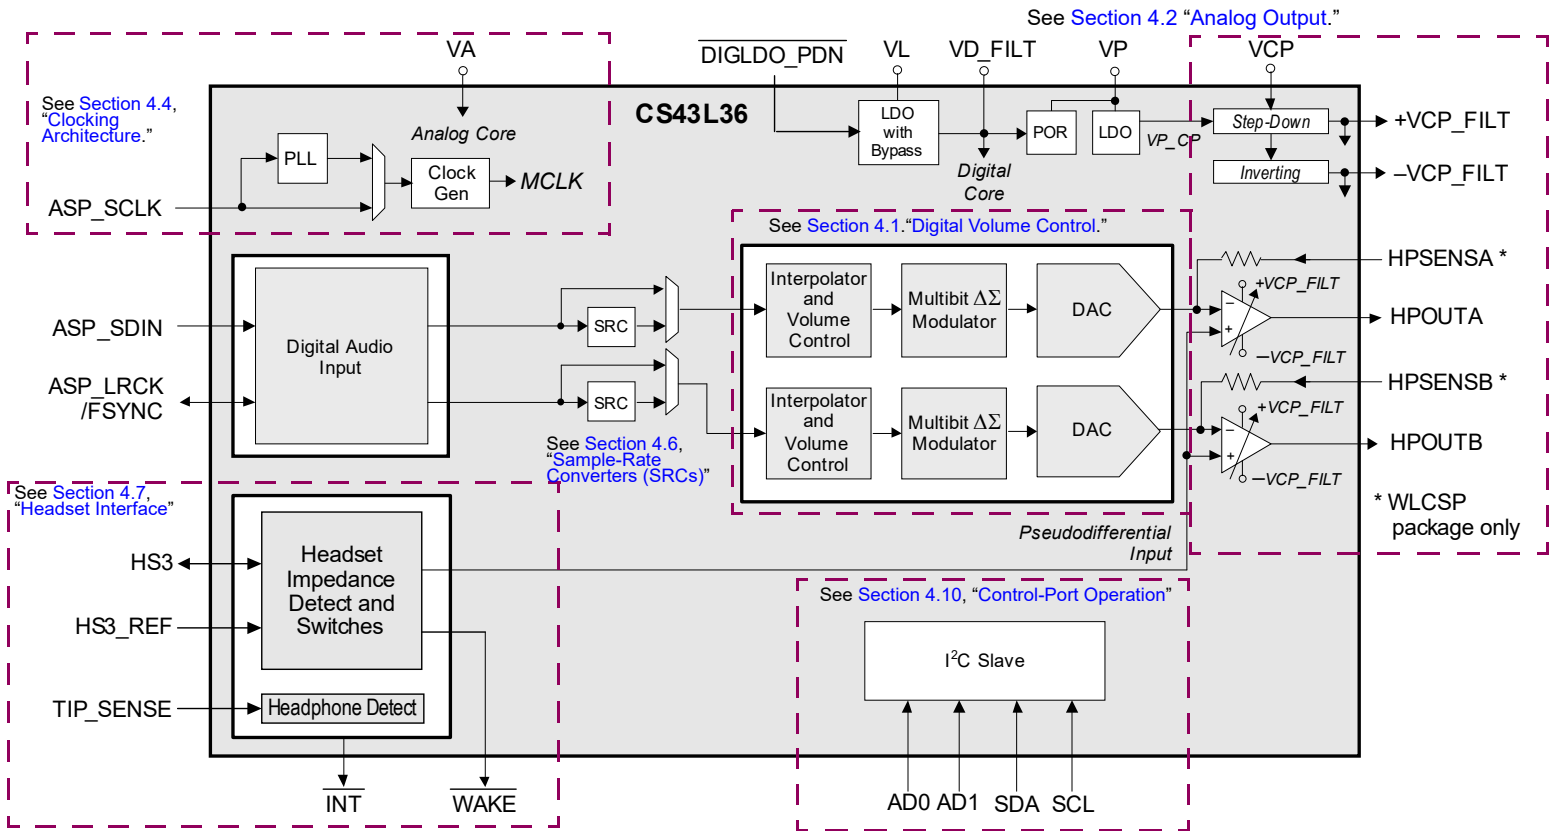 See Section 4.2 “Analog Output.”
VA
DIGLDO_PDN
VL
VD_FILT
VP
VCP
See Section 4.4,
“Clocking
Architecture.”
Analog Core
CS43L36
LDO
with
Bypass
POR
LDO
VP_CP
Step-Down
+VCP_FILT
Digital
Core
Inverting
–VCP_FILT
PLL
Clock
Gen
MCLK
ASP_SCLK
See Section 4.1.“Digital Volume Control.”
ASP_SDIN
ASP_LRCK
/FSYNC
Digital Audio
Input
SRC
SRC
See Section 4.6,
“Sample-Rate
Converters (SRCs)”
Interpolator
and
Volume
Control
Multibit ΔΣ
Modulator
DAC
Interpolator
and
Volume
Control
Multibit ΔΣ
Modulator
DAC
HPSENSA *
+VCP_FILT
–
+
HPOUTA
–VCP_FILT
HPSENSB *
+VCP_FILT
–
+
HPOUTB
–VCP_FILT
* WLCSP
package only
Pseudodifferential
Input
See Section 4.7,
“Headset Interface”
HS3
HS3_REF
TIP_SENSE
Headset
Impedance
Detect and
Switches
Headphone Detect
INT
WAKE
See Section 4.10, “Control-Port Operation”
I²C Slave
AD0
AD1
SDA
SCL